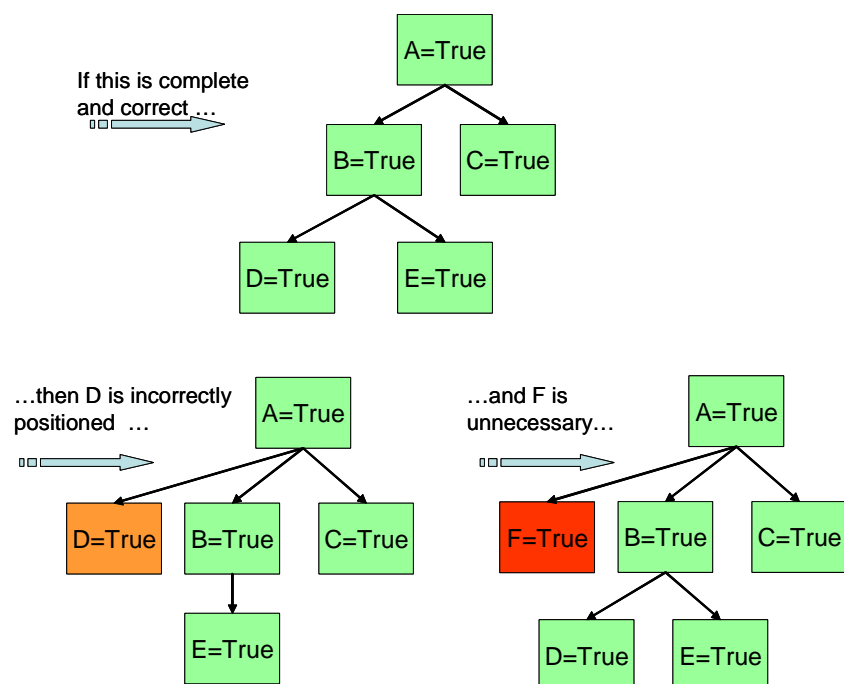 A=True
If this is complete
and correct …
B=True
C=True
D=True
E=True
…then D is incorrectly
positioned …
A=True
D=True
B=True
C=True
E=True
…and F is
unnecessary…
A=True
F=True
B=True
C=True
D=True
E=True